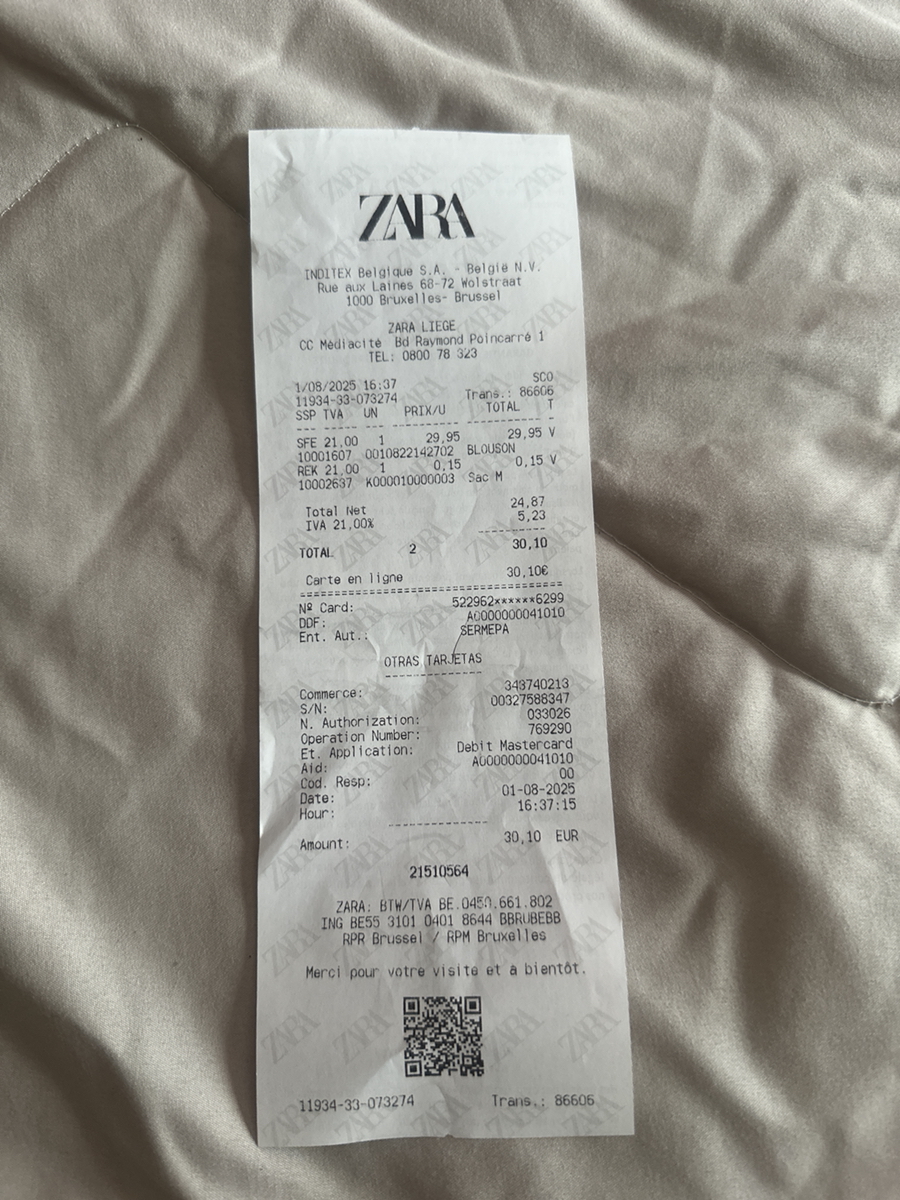 ZARA
INDITEX Belgique S.A. - België N.V.
Rue aux Laines 68-72 Wolstraat
1000 Bruxelles- Brussel
ZARA LIEGE
CC Médiacité Bd Raymond Poincarré 1
TEL: 0800 78 323
1/08/2025 16:37 SCO
11934-33-073274 Trans.: 86606
SSP TVA UN PRIX/U TOTAL T
SFE 21,00 1 29,95 29,95 V
10001607 0010822142702 BLOUSON
REK 21,00 1 0,15 0,15 V
10002637 K000010000003 Sac M
Total Net 24,87
IVA 21,00% 5,23
TOTAL 2 30,10
Carte en ligne 30,10€
Nº Card: 522962******6299
DDF: A0000000041010
Ent. Aut.: SERMEPA
OTRAS TARJETAS
Commerce: 343740213
S/N: 00327588347
N. Authorization: 033026
Operation Number: 769290
Et. Application: Debit Mastercard
Aid: A0000000041010
Cod. Resp: 00
Date: 01-08-2025
Hour: 16:37:15
Amount: 30,10 EUR
21510564
ZARA: BTW/TVA BE.0450.661.802
ING BE55 3101 0401 8644 BBRUBEBB
RPR Brussel / RPM Bruxelles
Merci pour votre visite et à bientôt.
11934-33-073274 Trans.: 86606